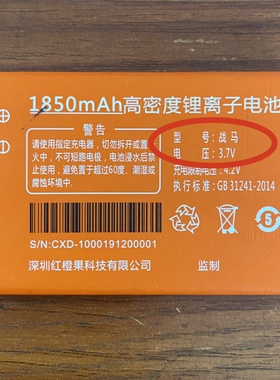 1850mAh高密度锂离子电池
警告
请使用指定充电器，切勿拆开或置
火中，不可短路电极，电池浸水后禁
止使用。严禁于超过60度、潮湿或
腐蚀环境中使用。
型 号：战马
电 压：3.7V
充电限制电压：4.2V
执行标准：GB 31241-2014
5
S/N:CXD-1000191200001
深圳红橙果科技有限公司 监制